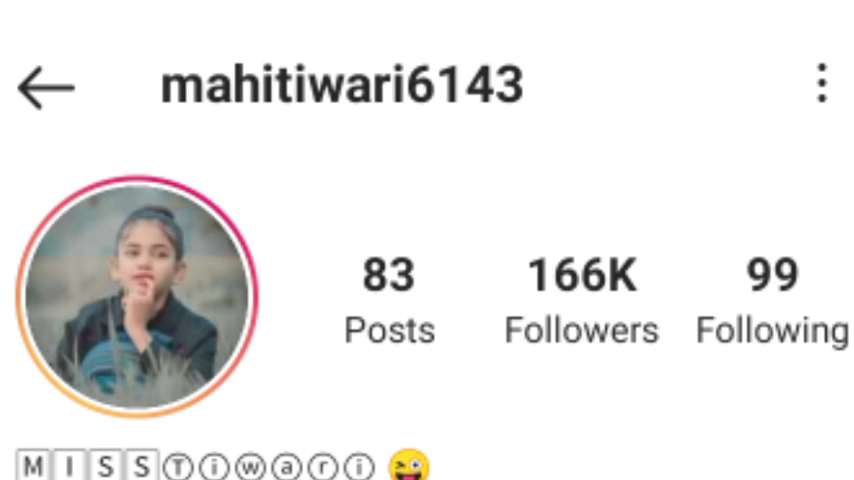 mahitiwari6143
83 166K 99
Posts Followers Following
🄼🄸🅂🅂Ⓣⓘⓦⓐⓡⓘ 😜